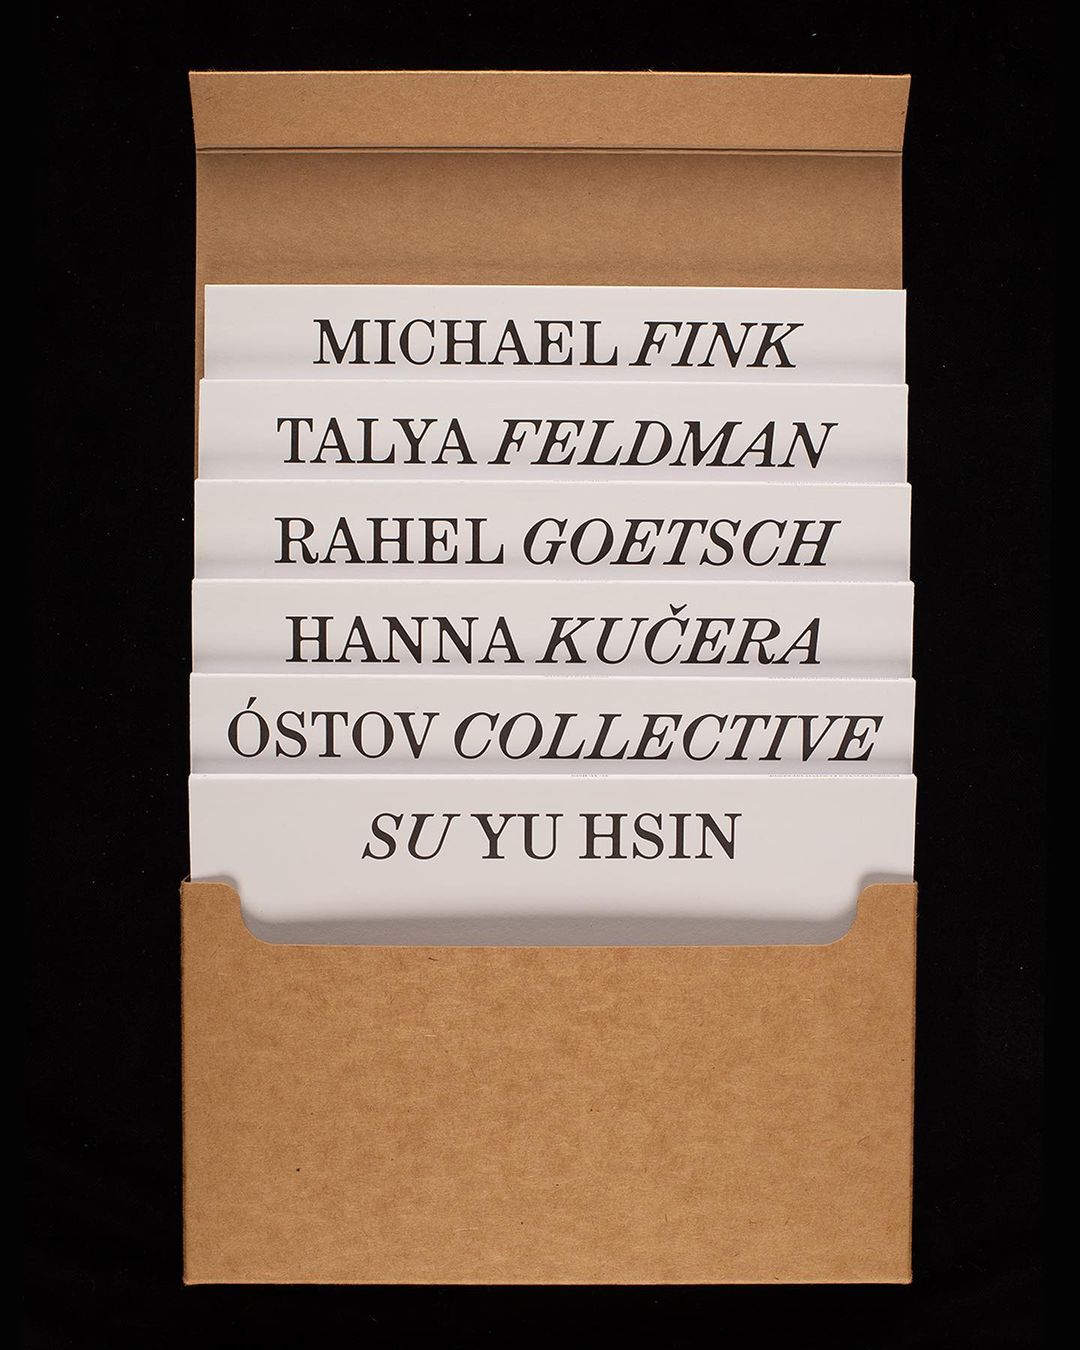 MICHAEL FINK
TALYA FELDMAN
RAHEL GOETSCH
HANNA KUČERA
ÓSTOV COLLECTIVE
SU YU HSIN